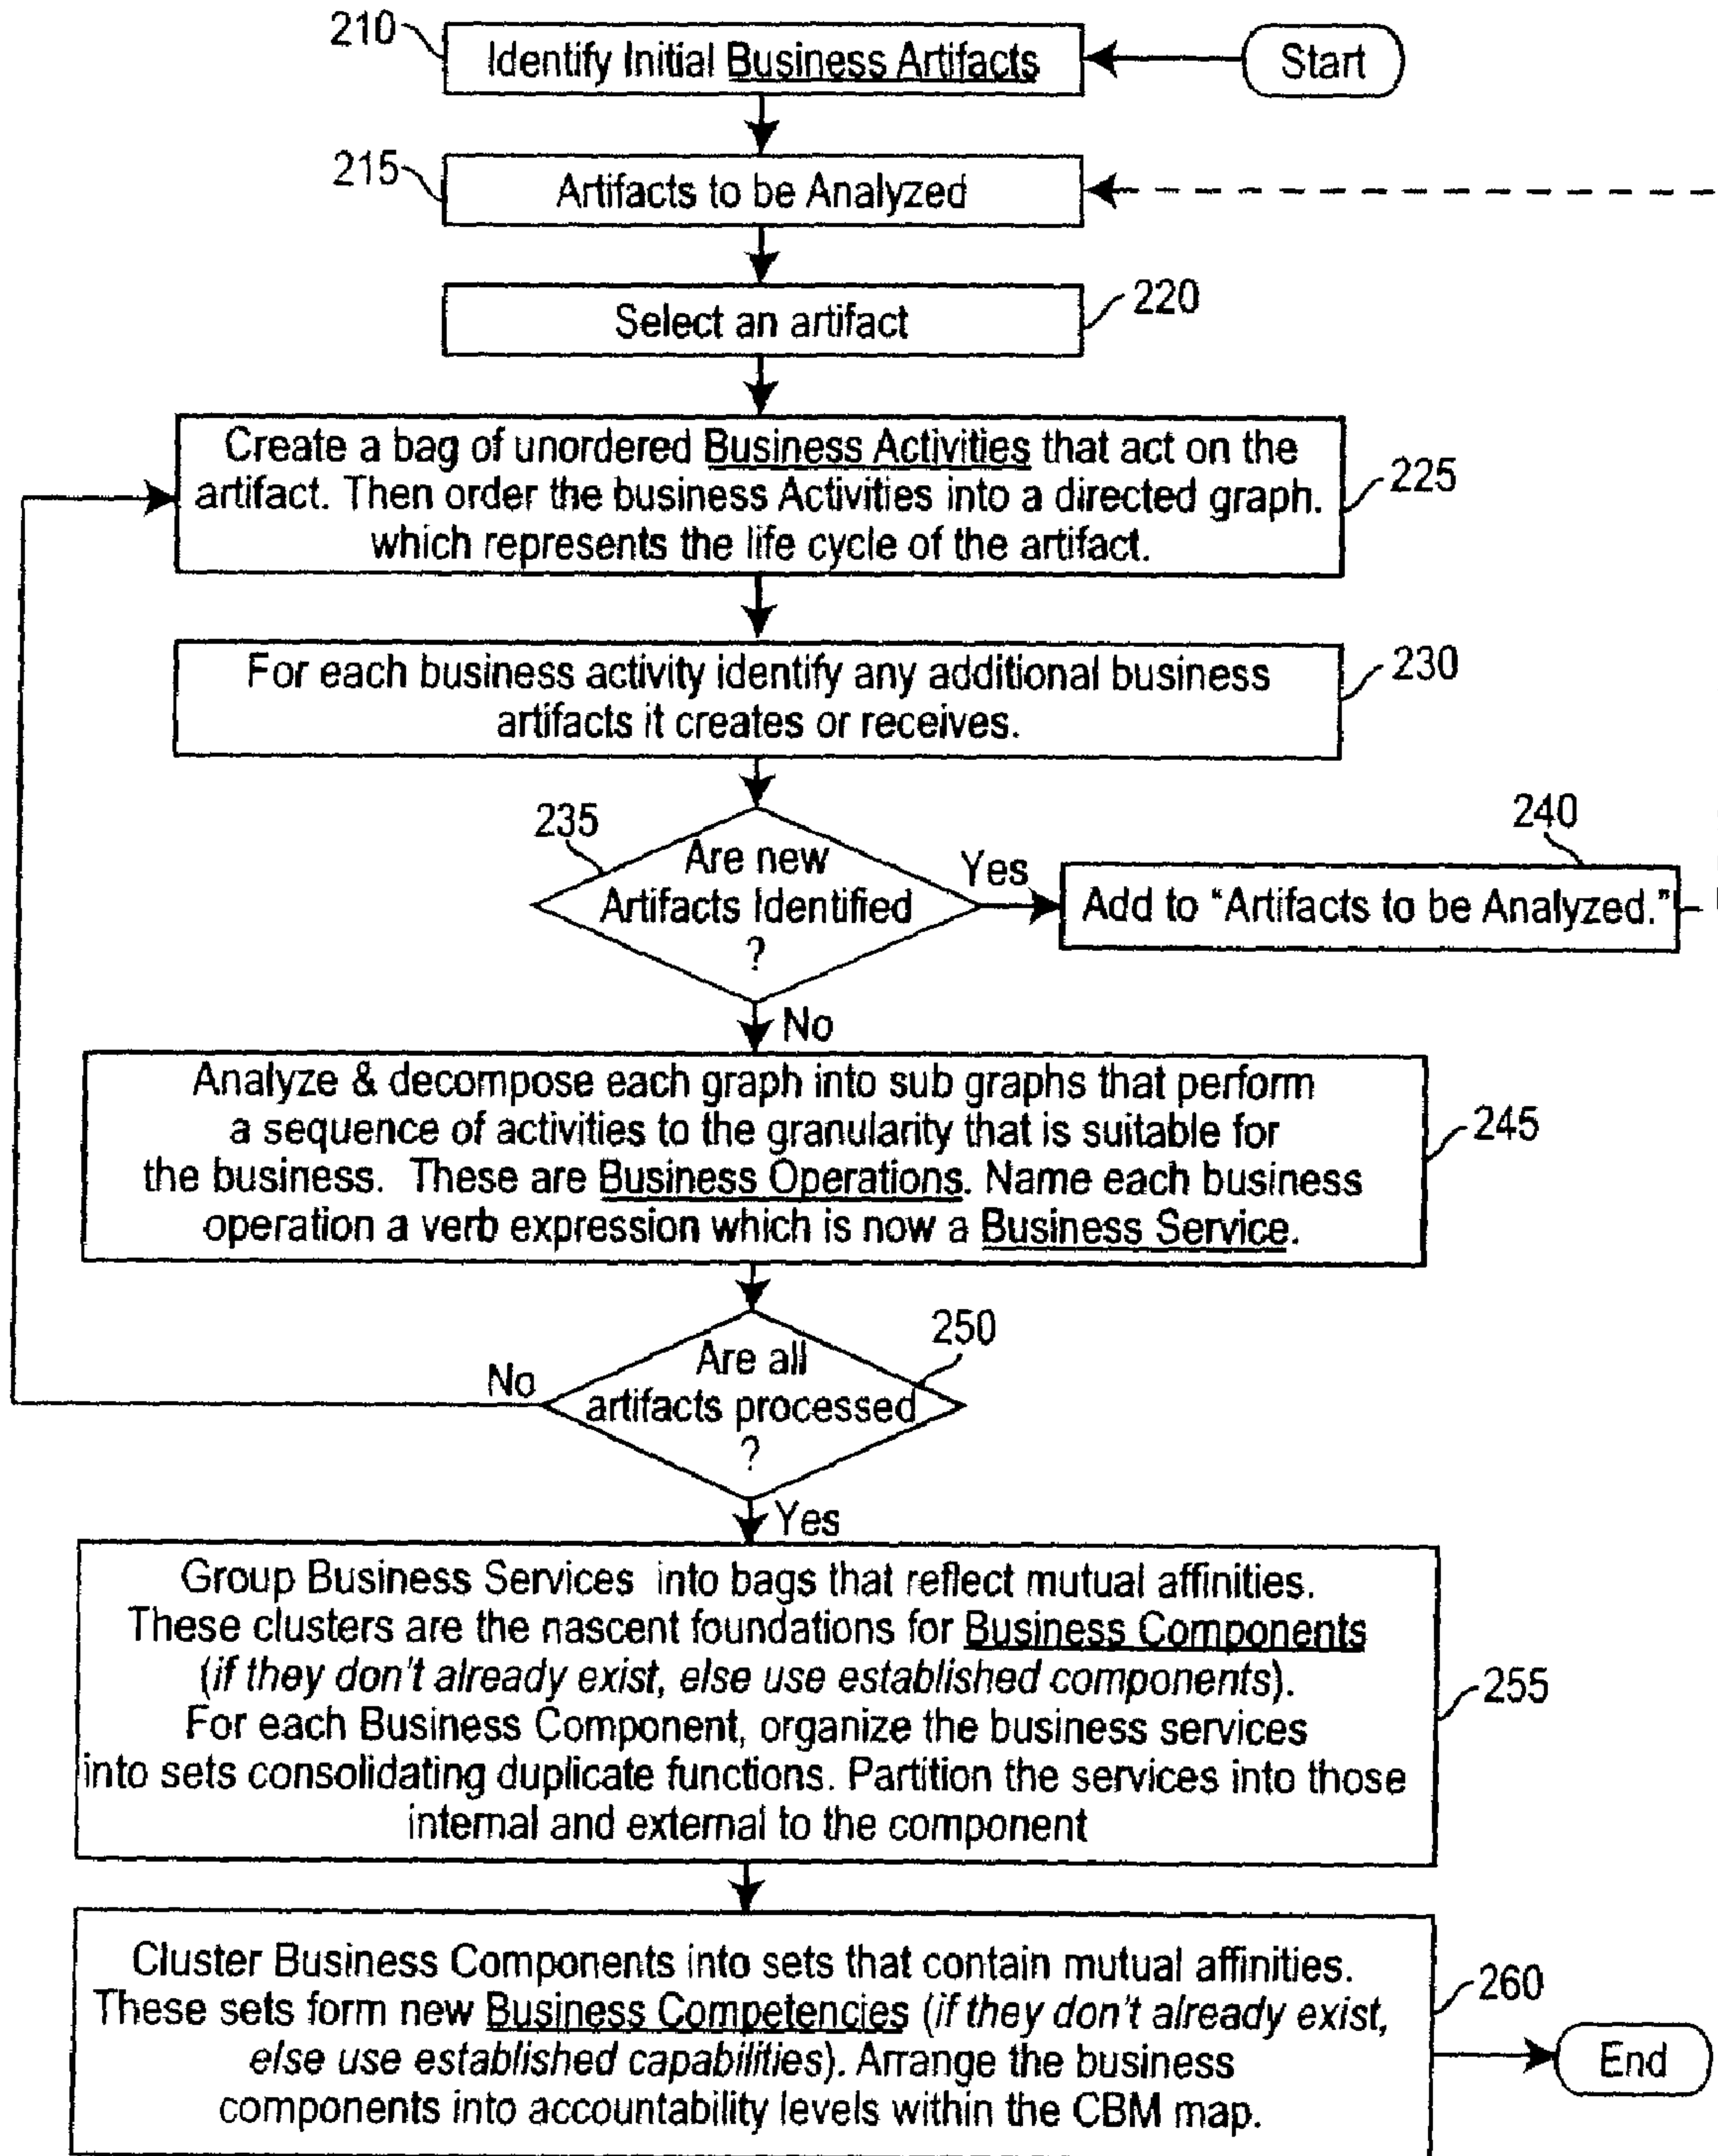 210
Identify Initial Business Artifacts
Start
215
Artifacts to be Analyzed
Select an artifact
220
Create a bag of unordered Business Activities that act on the
artifact. Then order the business Activities into a directed graph.
which represents the life cycle of the artifact.
225
For each business activity identify any additional business
artifacts it creates or receives.
230
235
Are new
Artifacts Identified
?
Yes
240
Add to "Artifacts to be Analyzed."
No
Analyze & decompose each graph into sub graphs that perform
a sequence of activities to the granularity that is suitable for
the business. These are Business Operations. Name each business
operation a verb expression which is now a Business Service.
245
250
Are all
artifacts processed
?
No
Yes
Group Business Services into bags that reflect mutual affinities.
These clusters are the nascent foundations for Business Components
(if they don't already exist, else use established components).
For each Business Component, organize the business services
into sets consolidating duplicate functions. Partition the services into those
internal and external to the component
255
Cluster Business Components into sets that contain mutual affinities.
These sets form new Business Competencies (if they don't already exist,
else use established capabilities). Arrange the business
components into accountability levels within the CBM map.
260
End